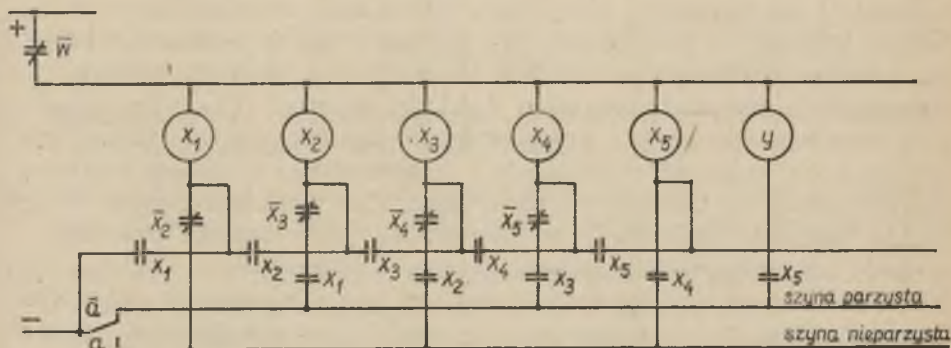 + w̅
x₁ x₂ x₃ x₄ x₅ y
x̅₂ x̅₃ x̅₄ x̅₅
x₁ x₂ x₁ x₃ x₂ x₄ x₃ x₅ x₄ x₅
a̅ szyna parzysta
−
a szyna nieparzysta